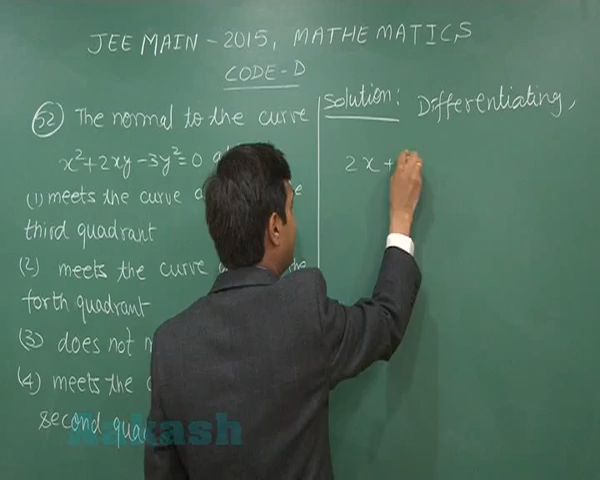 JEE MAIN - 2015, MATHEMATICS
CODE-D
52 The normal to the curve
x²+2xy-3y²=0
(1) meets the curve
third quadrant
(2) meets the curve
forth quadrant
(3) does not
(4) meets the
second
Solution: Differentiating,
2x+
Aakash